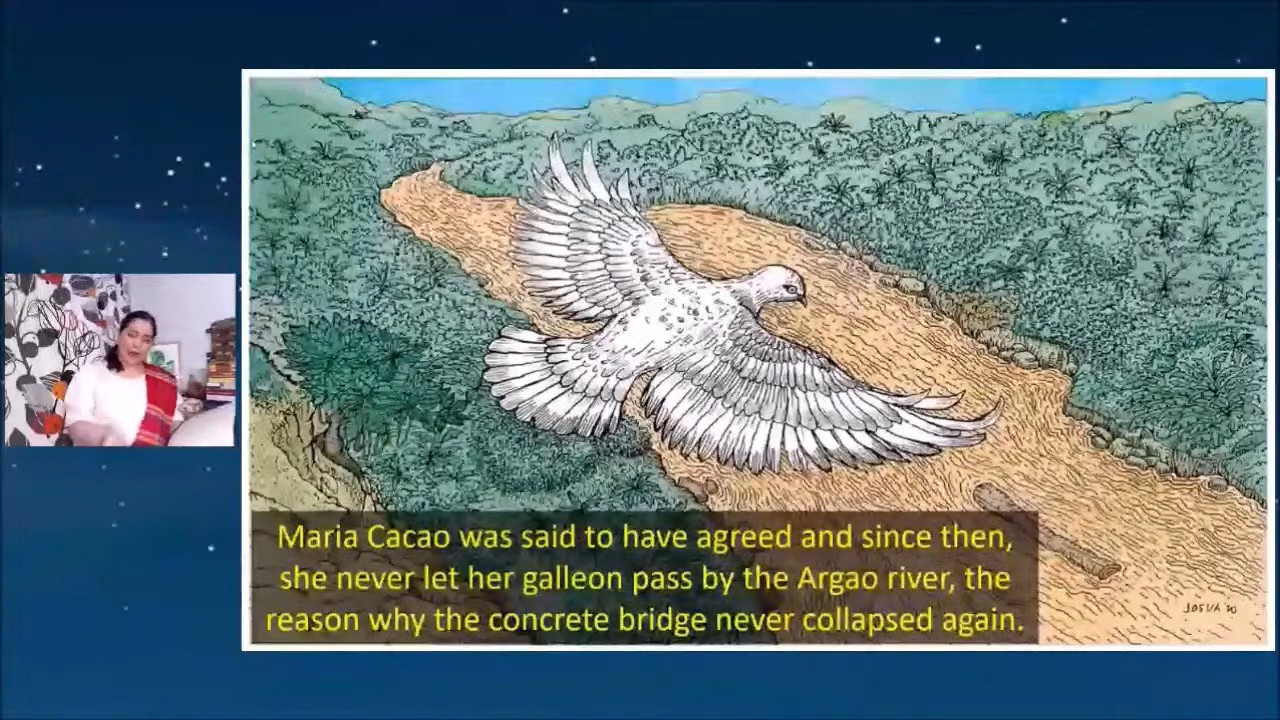 Maria Cacao was said to have agreed and since then,
she never let her galleon pass by the Argao river, the
reason why the concrete bridge never collapsed again.